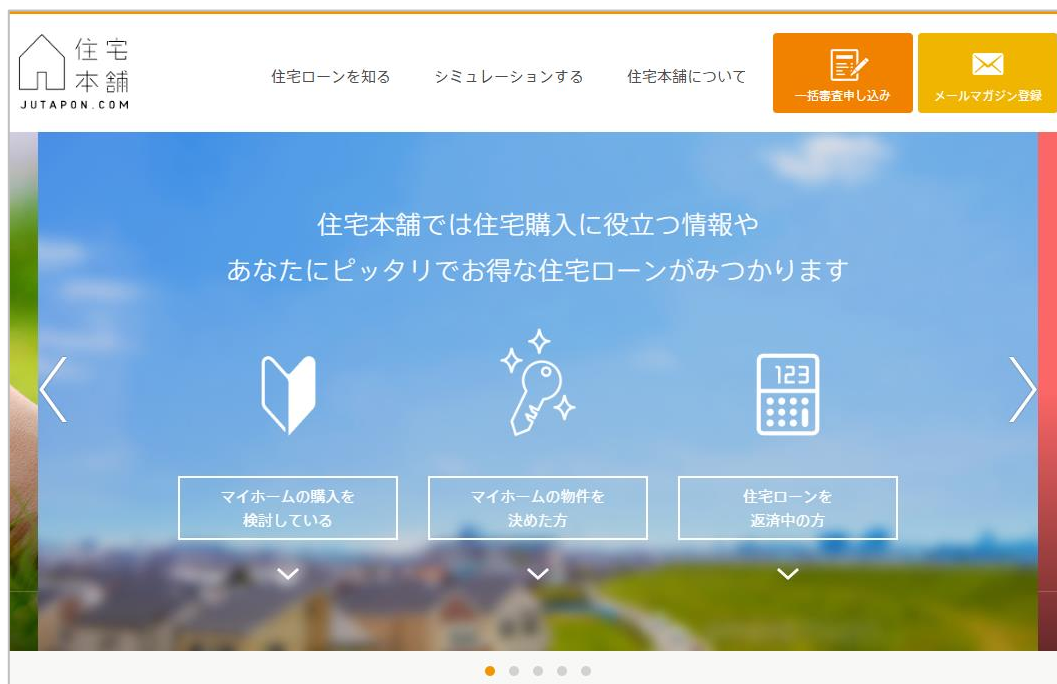 住宅
本舗
JUTAPON.COM
住宅ローンを知る
シミュレーションする
住宅本舗について
一括審査申し込み
メールマガジン登録
住宅本舗では住宅購入に役立つ情報や
あなたにピッタリでお得な住宅ローンがみつかります
123
マイホームの購入を
検討している
マイホームの物件を
決めた方
住宅ローンを
返済中の方